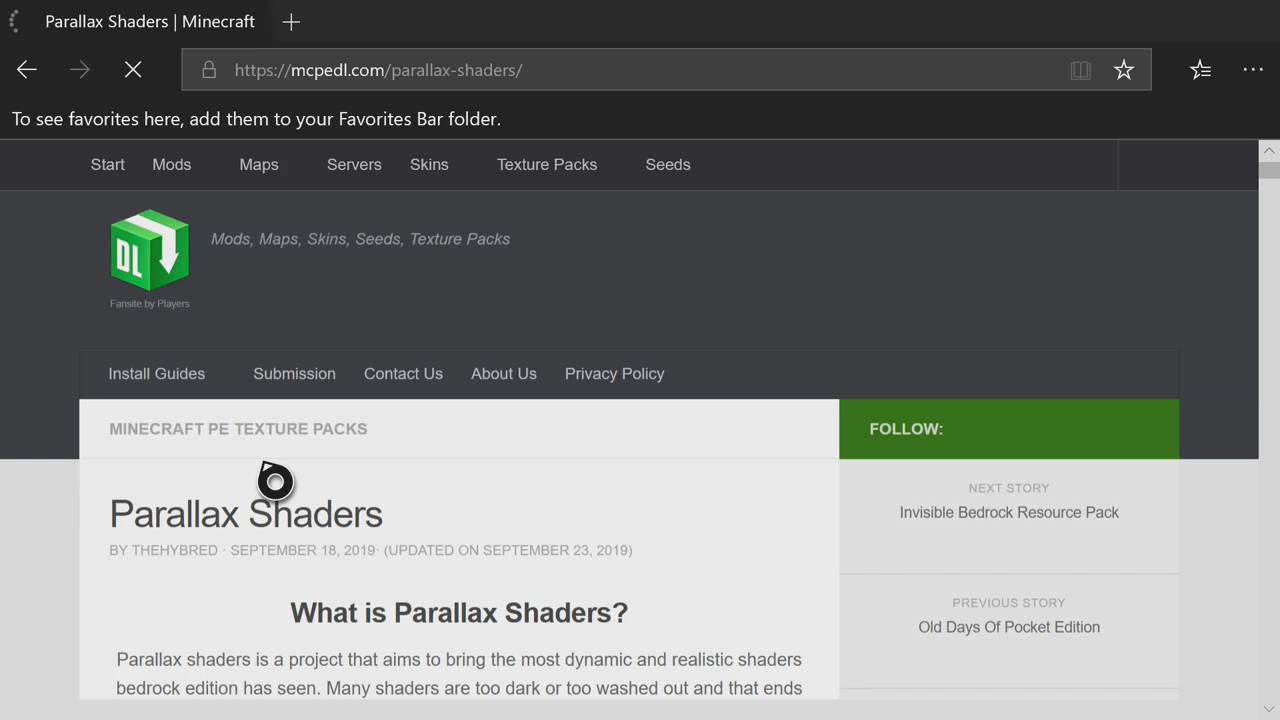 Parallax Shaders | Minecraft
https://mcpedl.com/parallax-shaders/
To see favorites here, add them to your Favorites Bar folder.
Start Mods Maps Servers Skins Texture Packs Seeds
DL
Mods, Maps, Skins, Seeds, Texture Packs
Fansite by Players
Install Guides Submission Contact Us About Us Privacy Policy
MINECRAFT PE TEXTURE PACKS
Parallax Shaders
BY THEHYBRED · SEPTEMBER 18, 2019· (UPDATED ON SEPTEMBER 23, 2019)
What is Parallax Shaders?
Parallax shaders is a project that aims to bring the most dynamic and realistic shaders
bedrock edition has seen. Many shaders are too dark or too washed out and that ends
FOLLOW:
NEXT STORY
Invisible Bedrock Resource Pack
PREVIOUS STORY
Old Days Of Pocket Edition